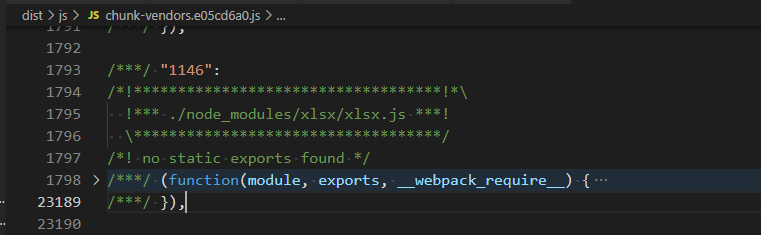 dist > js > JS chunk-vendors.e05cd6a0.js > ...
1792
1793 /***/ "1146":
1794 /*!***********************************!*\
1795   !*** ./node_modules/xlsx/xlsx.js ***!
1796   \***********************************/
1797 /*! no static exports found */
1798 > /***/ (function(module, exports, __webpack_require__) { ...
23189 /***/ }),
23190